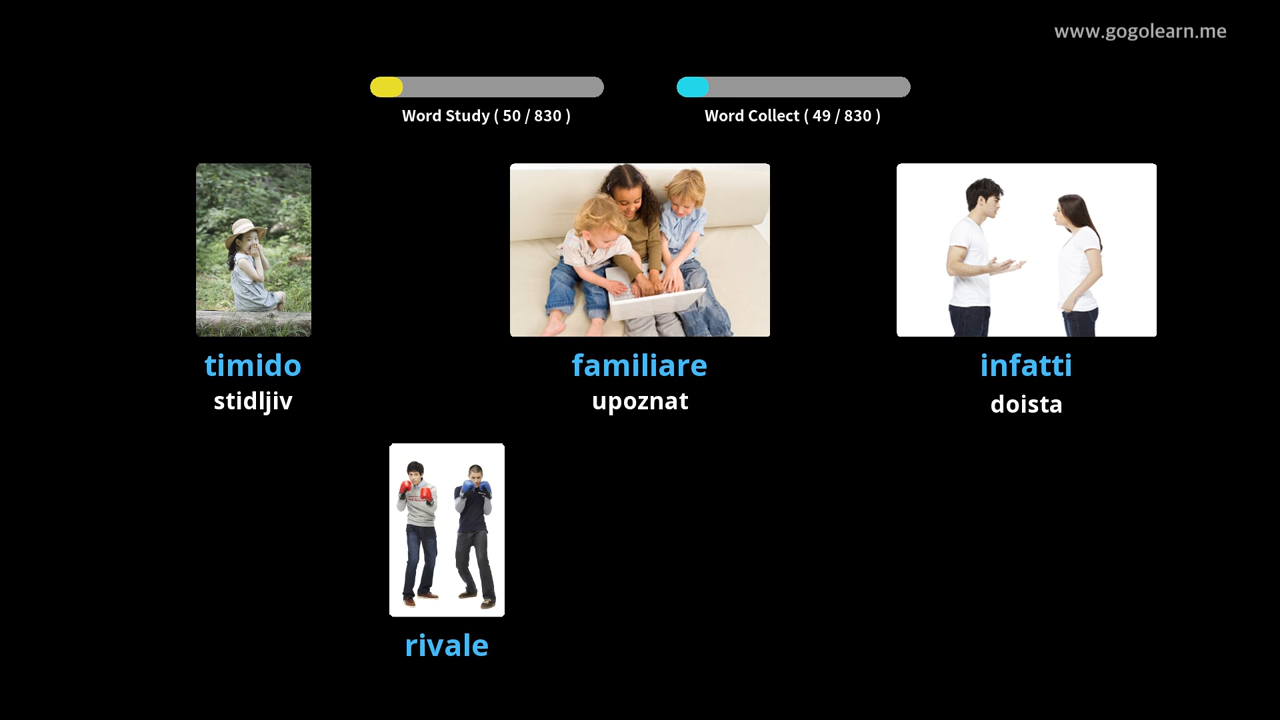 www.gogolearn.me
Word Study ( 50 / 830 )
Word Collect ( 49 / 830 )
timido
familiare
infatti
stidljiv
upoznat
doista
rivale